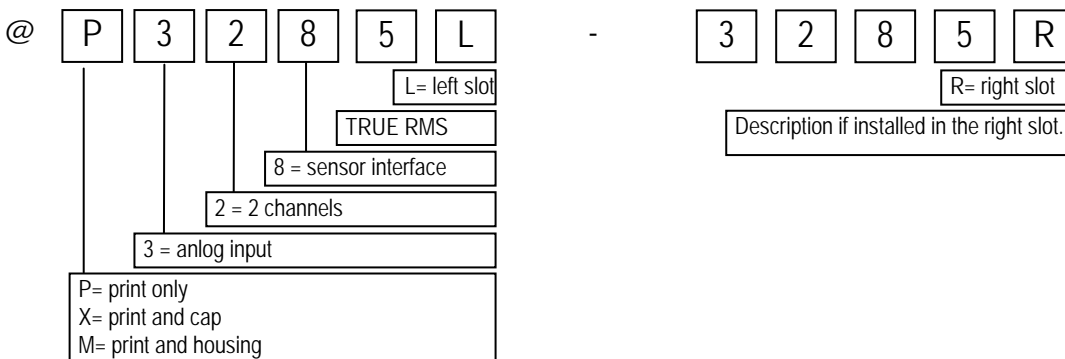 @ P 3 2 8 5 L - 3 2 8 5 R
L= left slot
R= right slot
TRUE RMS
Description if installed in the right slot.
8 = sensor interface
2 = 2 channels
3 = anlog input
P= print only
X= print and cap
M= print and housing